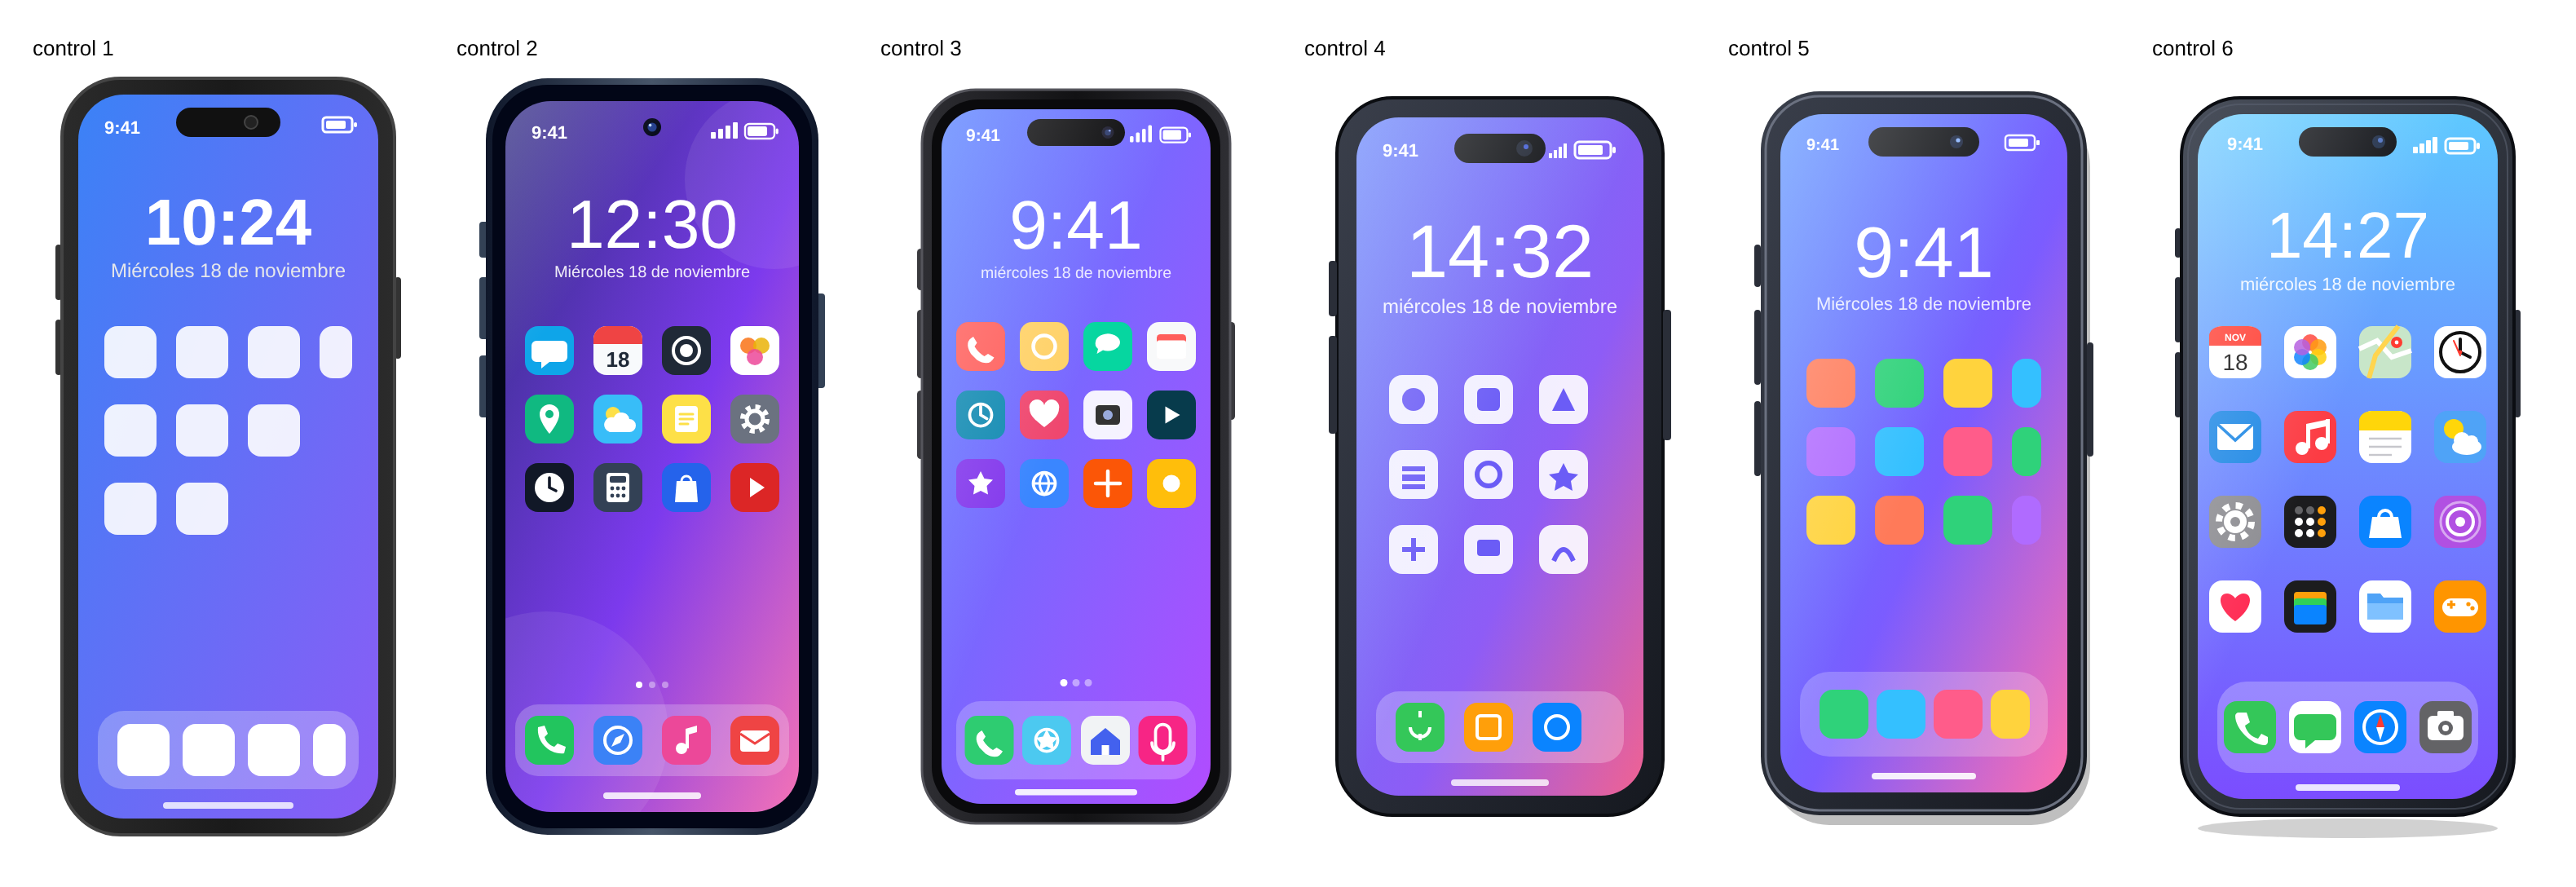 control 1
control 2
control 3
control 4
control 5
control 6
9:41
10:24
Miércoles 18 de noviembre
9:41
12:30
Miércoles 18 de noviembre
18
9:41
9:41
miércoles 18 de noviembre
9:41
14:32
miércoles 18 de noviembre
9:41
9:41
Miércoles 18 de noviembre
9:41
14:27
miércoles 18 de noviembre
NOV
18